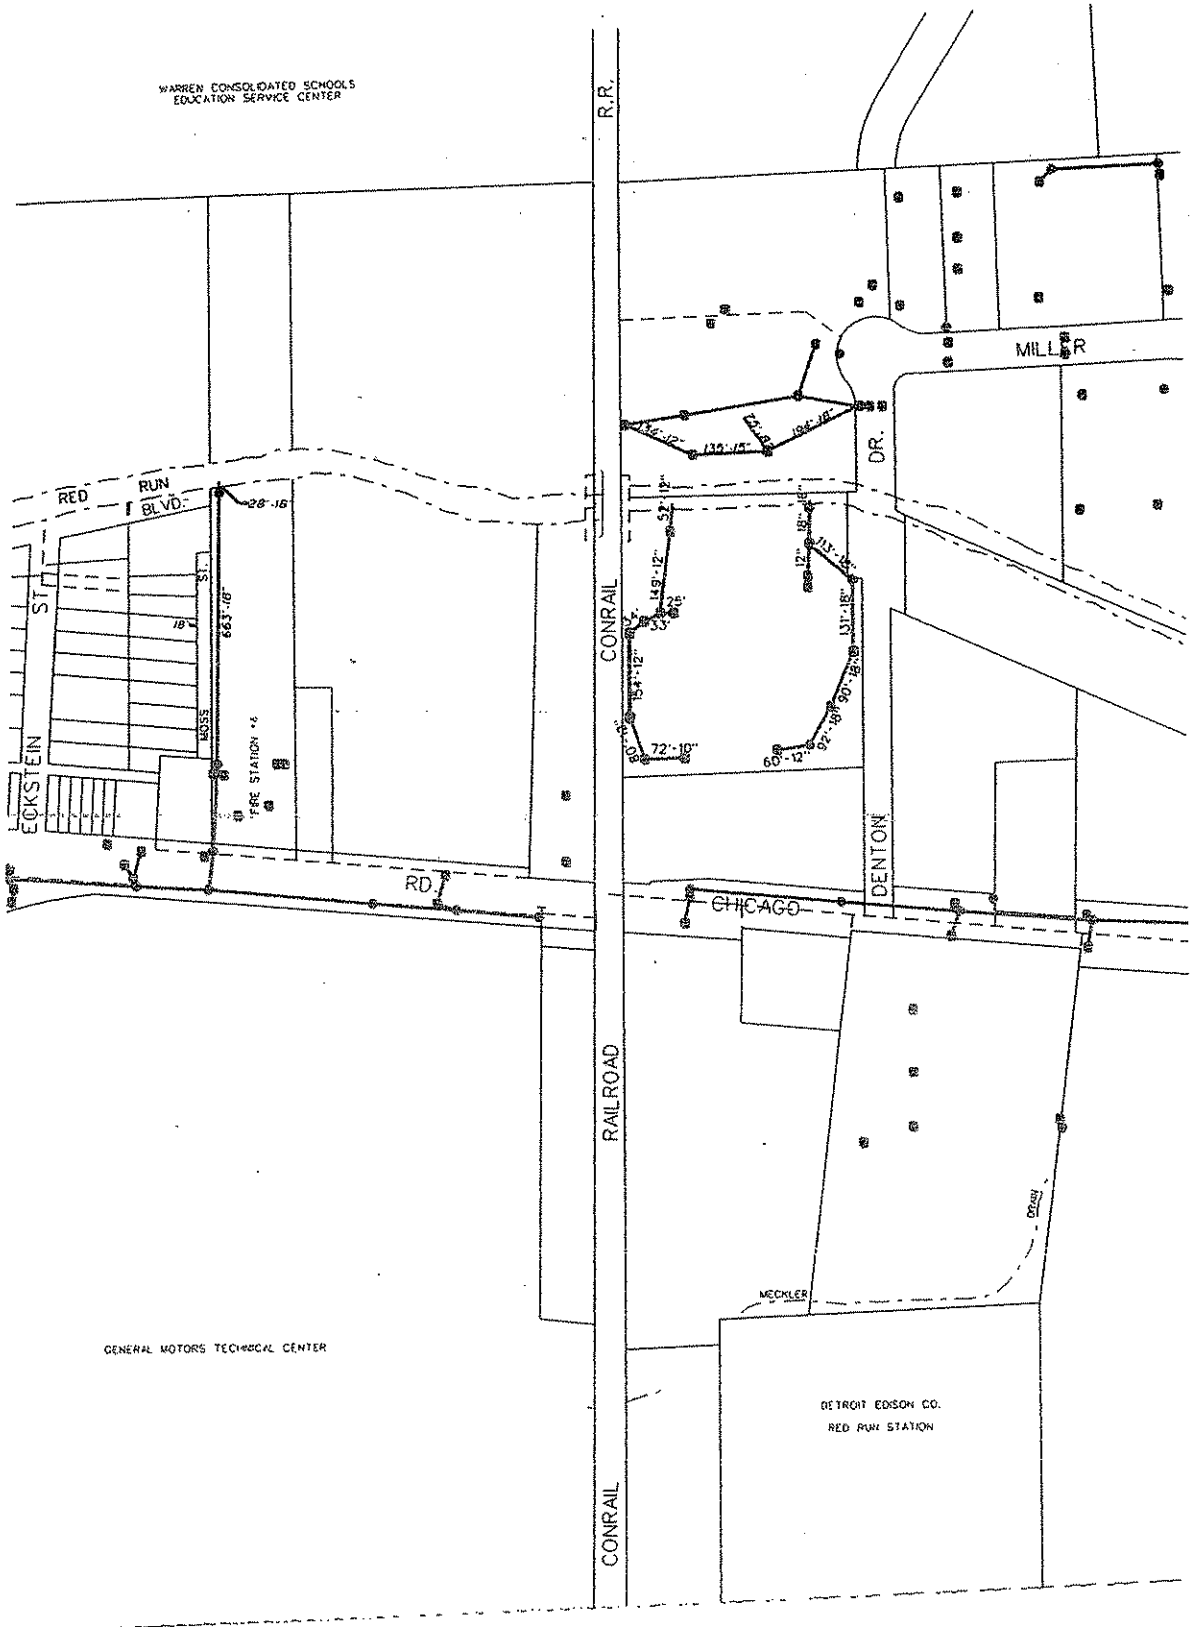 WARREN CONSOLIDATED SCHOOLS
EDUCATION SERVICE CENTER
R.R.
MILLER
DR.
134'-12"
135'-15"
194'-18"
RED RUN
BLVD.
28'-18"
52'-12"
18'-18"
12"
113'-18"
149'-12"
33'
131'-18"
ST.
ST.
18"
663'-18"
CONRAIL
154'-12"
90'-18"
92'-18"
72'-10"
60'-12"
MOSS
FIRE STATION #6
ECKSTEIN
DENTON
RD.
CHICAGO
RAILROAD
DRAIN
MECKLER
GENERAL MOTORS TECHNICAL CENTER
DETROIT EDISON CO.
RED RUN STATION
CONRAIL